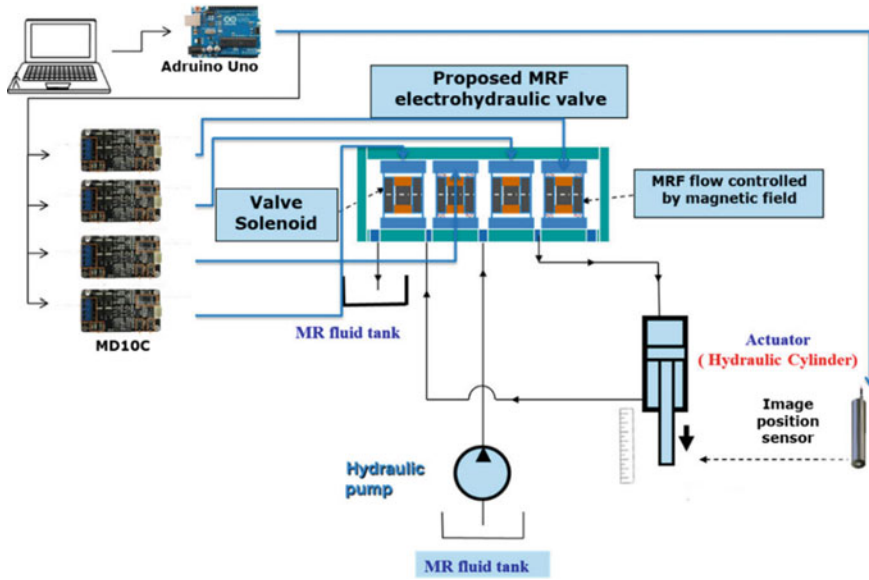 Adruino Uno
Proposed MRF
electrohydraulic valve
Valve
Solenoid
MRF flow controlled
by magnetic field
MD10C
MR fluid tank
Actuator
( Hydraulic Cylinder)
Image
position
sensor
Hydraulic
pump
MR fluid tank